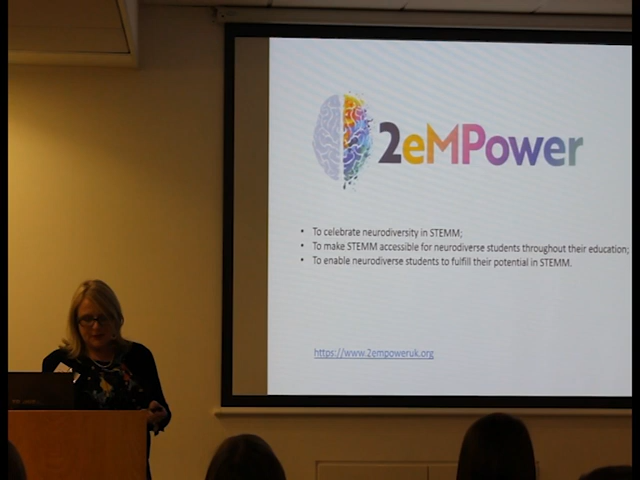 2eMPower
• To celebrate neurodiversity in STEMM;
• To make STEMM accessible for neurodiverse students throughout their education;
• To enable neurodiverse students to fulfill their potential in STEMM.
https://www.2empoweruk.org